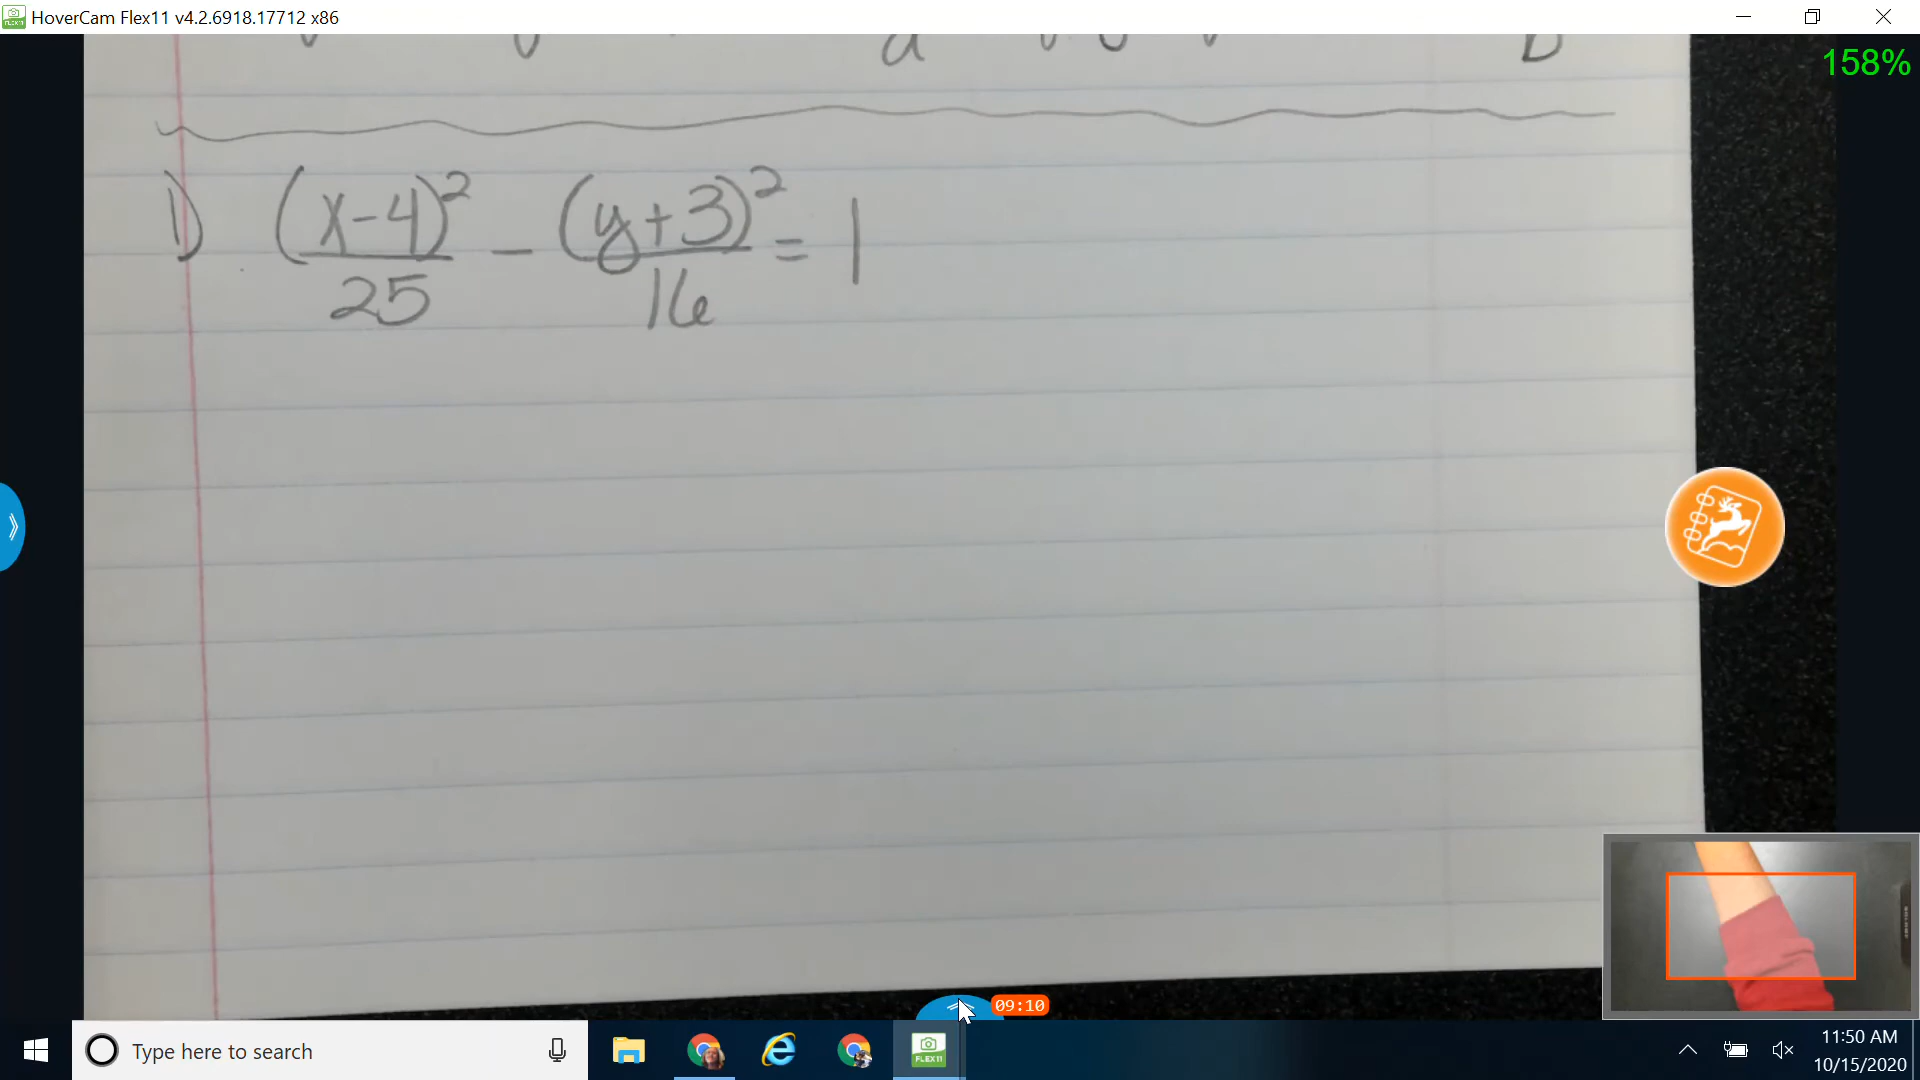 HoverCam Flex11 v4.2.6918.17712 x86
158%
1) (x-4)²/25 - (y+3)²/16 = 1
09:10
Type here to search
FLEX11
11:50 AM
10/15/2020